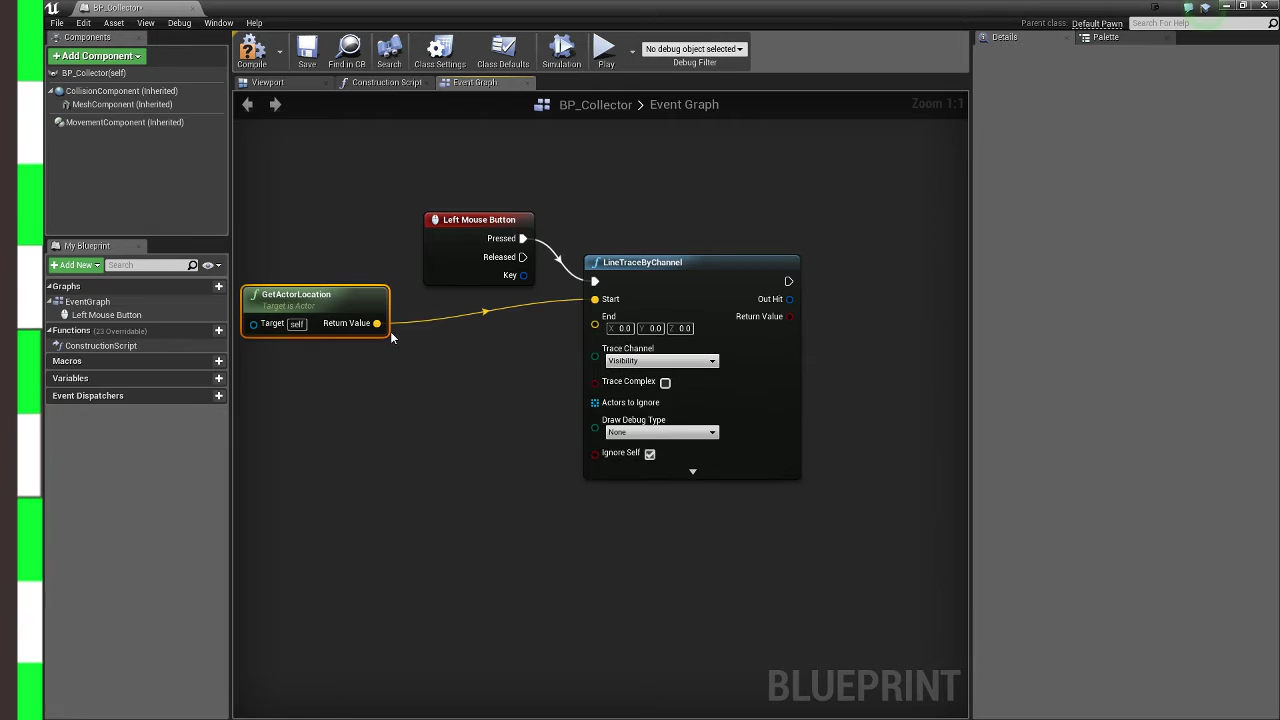 BP_Collector*
File Edit Asset View Debug Window Help
Parent class: Default Pawn
Search For Help
Components
+ Add Component
BP_Collector(self)
CollisionComponent (Inherited)
MeshComponent (Inherited)
MovementComponent (Inherited)
My Blueprint
+ Add New
Search
Graphs
EventGraph
Left Mouse Button
Functions (23 Overridable)
ConstructionScript
Macros
Variables
Event Dispatchers
Compile
Save
Find in CB
Search
Class Settings
Class Defaults
Simulation
Play
No debug object selected
Debug Filter
Viewport
Construction Script
Event Graph
BP_Collector > Event Graph
Zoom 1:1
Left Mouse Button
Pressed
Released
Key
GetActorLocation
Target is Actor
Target self
Return Value
LineTraceByChannel
Start
Out Hit
End
Return Value
X 0.0 Y 0.0 Z 0.0
Trace Channel
Visibility
Trace Complex
Actors to Ignore
Draw Debug Type
None
Ignore Self
BLUEPRINT
Details
Palette